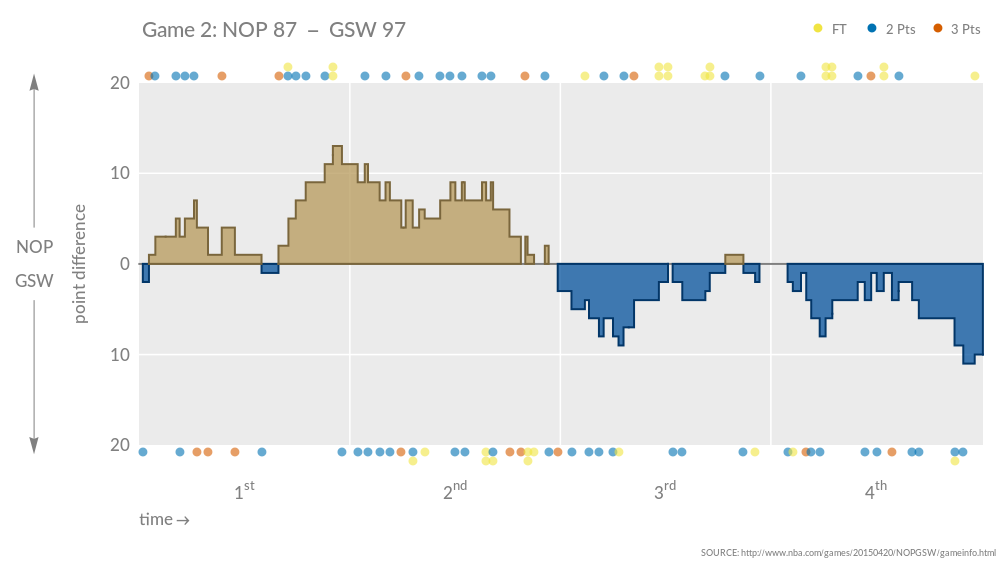 Game 2: NOP 87 – GSW 97
FT
2 Pts
3 Pts
20
10
0
10
20
NOP
GSW
point difference
1st
2nd
3rd
4th
time→
SOURCE: http://www.nba.com/games/20150420/NOPGSW/gameinfo.html